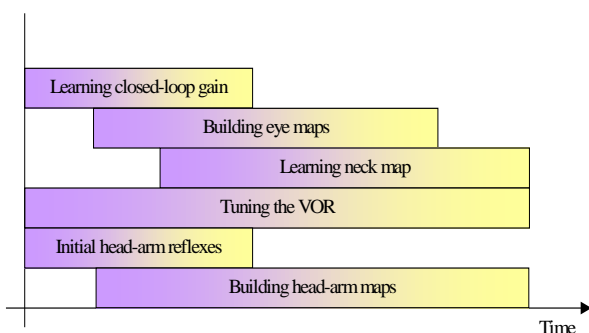 Learning closed-loop gain
Building eye maps
Learning neck map
Tuning the VOR
Initial head-arm reflexes
Building head-arm maps
Time